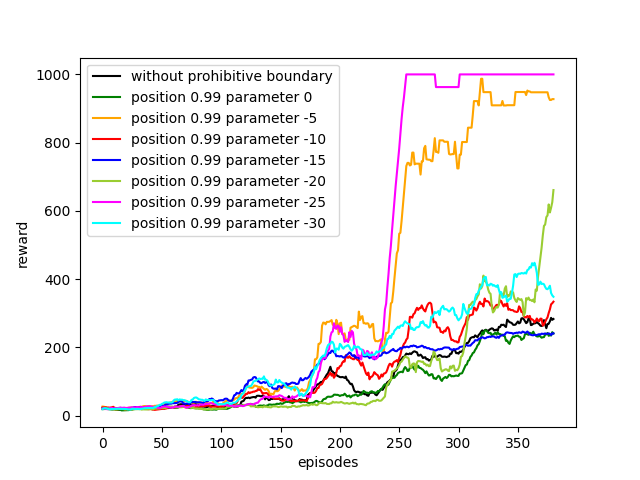 1000
800
600
400
200
0
reward
without prohibitive boundary
position 0.99 parameter 0
position 0.99 parameter -5
position 0.99 parameter -10
position 0.99 parameter -15
position 0.99 parameter -20
position 0.99 parameter -25
position 0.99 parameter -30
0 50 100 150 200 250 300 350
episodes